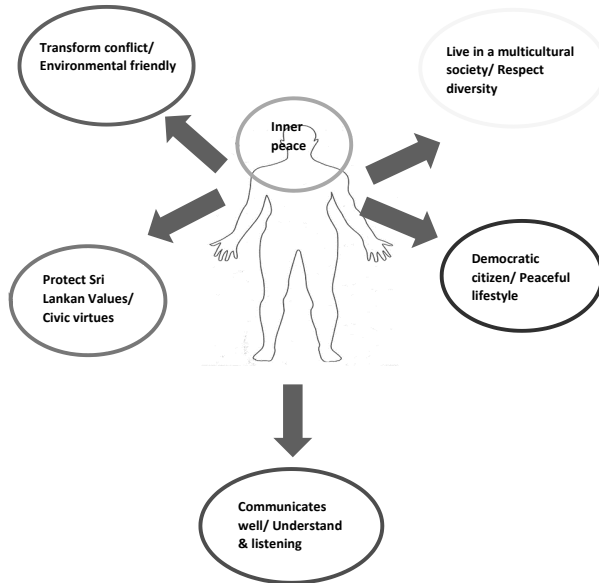 Transform conflict/
Environmental friendly
Live in a multicultural
society/ Respect
diversity
Inner
peace
Protect Sri
Lankan Values/
Civic virtues
Democratic
citizen/ Peaceful
lifestyle
Communicates
well/ Understand
& listening